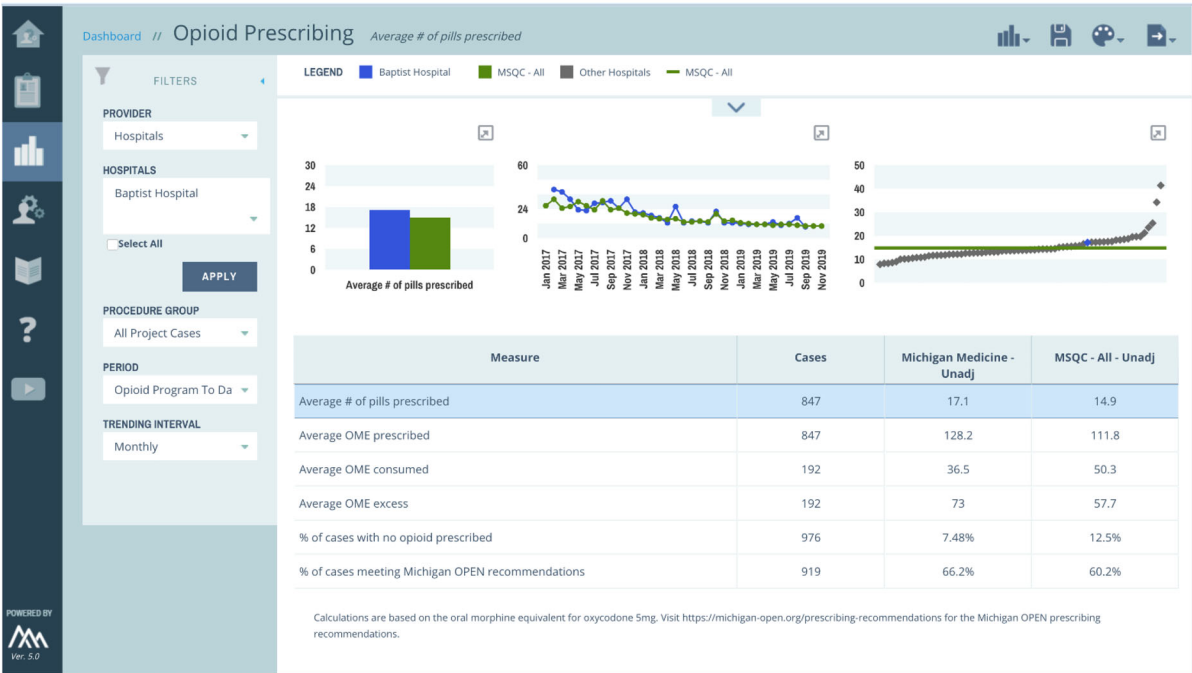 Dashboard // Opioid Prescribing Average # of pills prescribed
FILTERS
PROVIDER
Hospitals
HOSPITALS
Baptist Hospital
Select All
APPLY
PROCEDURE GROUP
All Project Cases
PERIOD
Opioid Program To Da
TRENDING INTERVAL
Monthly
POWERED BY
Ver. 5.0
LEGEND Baptist Hospital MSQC - All Other Hospitals MSQC - All
30
24
18
12
6
0
Average # of pills prescribed
60
24
0
Jan 2017
Mar 2017
May 2017
Jul 2017
Sep 2017
Nov 2017
Jan 2018
Mar 2018
May 2018
Jul 2018
Sep 2018
Nov 2018
Jan 2019
Mar 2019
May 2019
Jul 2019
Sep 2019
Nov 2019
50
40
30
20
10
0
Measure Cases Michigan Medicine - Unadj MSQC - All - Unadj
Average # of pills prescribed 847 17.1 14.9
Average OME prescribed 847 128.2 111.8
Average OME consumed 192 36.5 50.3
Average OME excess 192 73 57.7
% of cases with no opioid prescribed 976 7.48% 12.5%
% of cases meeting Michigan OPEN recommendations 919 66.2% 60.2%
Calculations are based on the oral morphine equivalent for oxycodone 5mg. Visit https://michigan-open.org/prescribing-recommendations for the Michigan OPEN prescribing
recommendations.